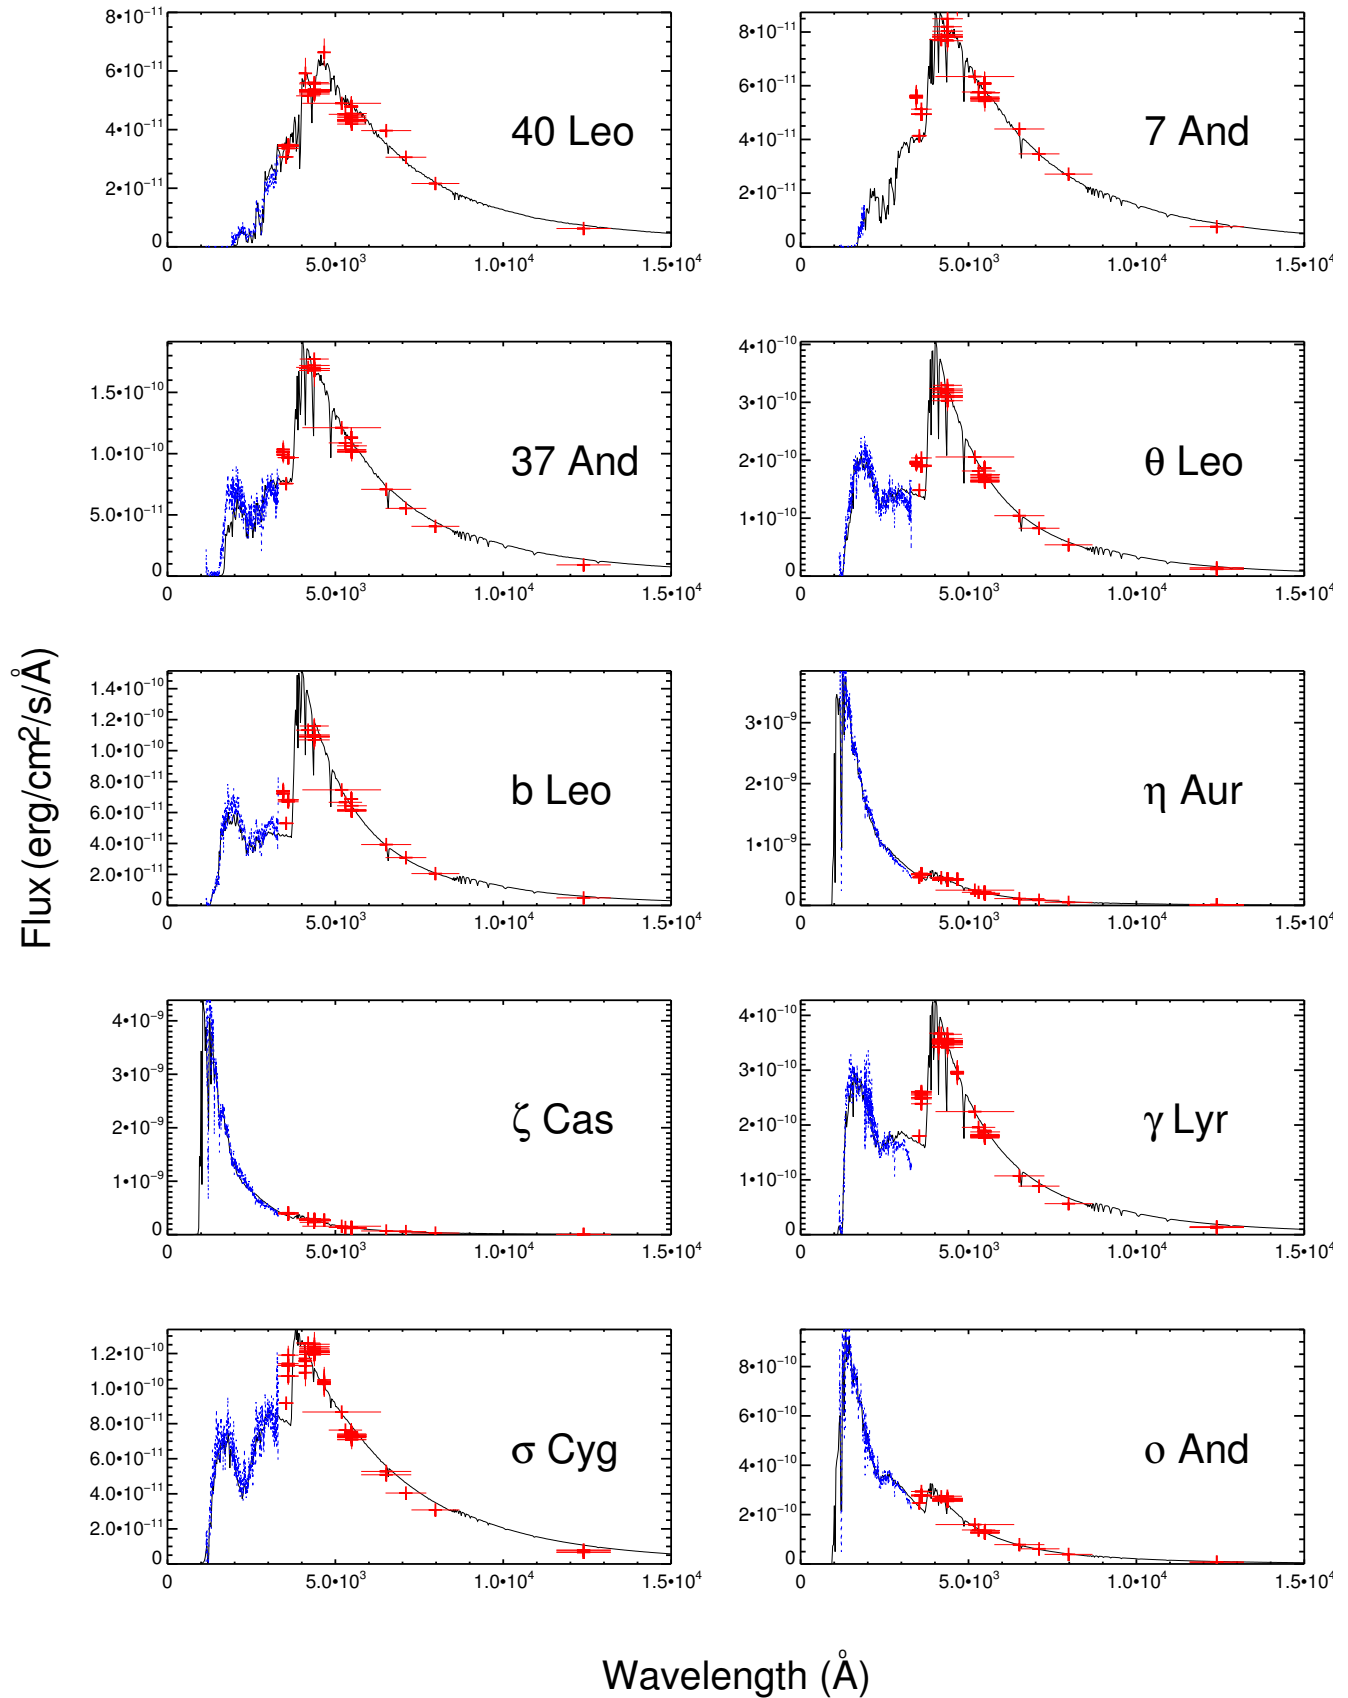 8•10⁻¹¹
6•10⁻¹¹
4•10⁻¹¹
2•10⁻¹¹
0
40 Leo
0 5.0•10³ 1.0•10⁴ 1.5•10⁴
8•10⁻¹¹
6•10⁻¹¹
4•10⁻¹¹
2•10⁻¹¹
0
7 And
0 5.0•10³ 1.0•10⁴ 1.5•10⁴
1.5•10⁻¹⁰
1.0•10⁻¹⁰
5.0•10⁻¹¹
0
37 And
0 5.0•10³ 1.0•10⁴ 1.5•10⁴
4•10⁻¹⁰
3•10⁻¹⁰
2•10⁻¹⁰
1•10⁻¹⁰
0
θ Leo
0 5.0•10³ 1.0•10⁴ 1.5•10⁴
Flux (erg/cm²/s/Å)
1.4•10⁻¹⁰
1.2•10⁻¹⁰
1.0•10⁻¹⁰
8.0•10⁻¹¹
6.0•10⁻¹¹
4.0•10⁻¹¹
2.0•10⁻¹¹
0
b Leo
0 5.0•10³ 1.0•10⁴ 1.5•10⁴
3•10⁻⁹
2•10⁻⁹
1•10⁻⁹
0
η Aur
0 5.0•10³ 1.0•10⁴ 1.5•10⁴
4•10⁻⁹
3•10⁻⁹
2•10⁻⁹
1•10⁻⁹
0
ζ Cas
0 5.0•10³ 1.0•10⁴ 1.5•10⁴
4•10⁻¹⁰
3•10⁻¹⁰
2•10⁻¹⁰
1•10⁻¹⁰
0
γ Lyr
0 5.0•10³ 1.0•10⁴ 1.5•10⁴
1.2•10⁻¹⁰
1.0•10⁻¹⁰
8.0•10⁻¹¹
6.0•10⁻¹¹
4.0•10⁻¹¹
2.0•10⁻¹¹
0
σ Cyg
0 5.0•10³ 1.0•10⁴ 1.5•10⁴
8•10⁻¹⁰
6•10⁻¹⁰
4•10⁻¹⁰
2•10⁻¹⁰
0
ο And
0 5.0•10³ 1.0•10⁴ 1.5•10⁴
Wavelength (Å)